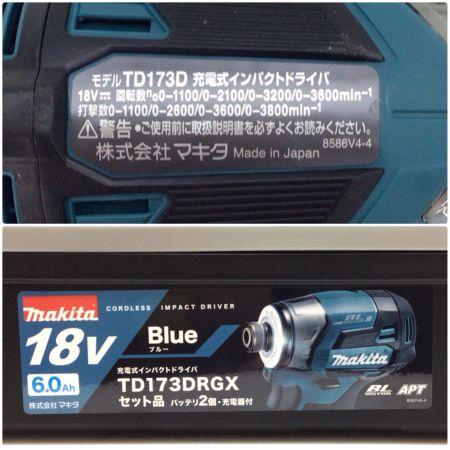 モデル TD173D 充電式インパクトドライバ
18V⎓ 回転数n₀0-1100/0-2100/0-3200/0-3600min⁻¹
打撃数0-1100/0-2600/0-3600/0-3800min⁻¹
⚠警告 •ご使用前に取扱説明書を必ずよくお読みください。
株式会社 マキタ Made in Japan 8586V4-4
Makita CORDLESS IMPACT DRIVER
18V Blue
ブルー
6.0Ah
株式会社マキタ
充電式インパクトドライバ
TD173DRGX
セット品 バッテリ2個・充電器付
BL MOTOR
Makita
BL MOTOR APT